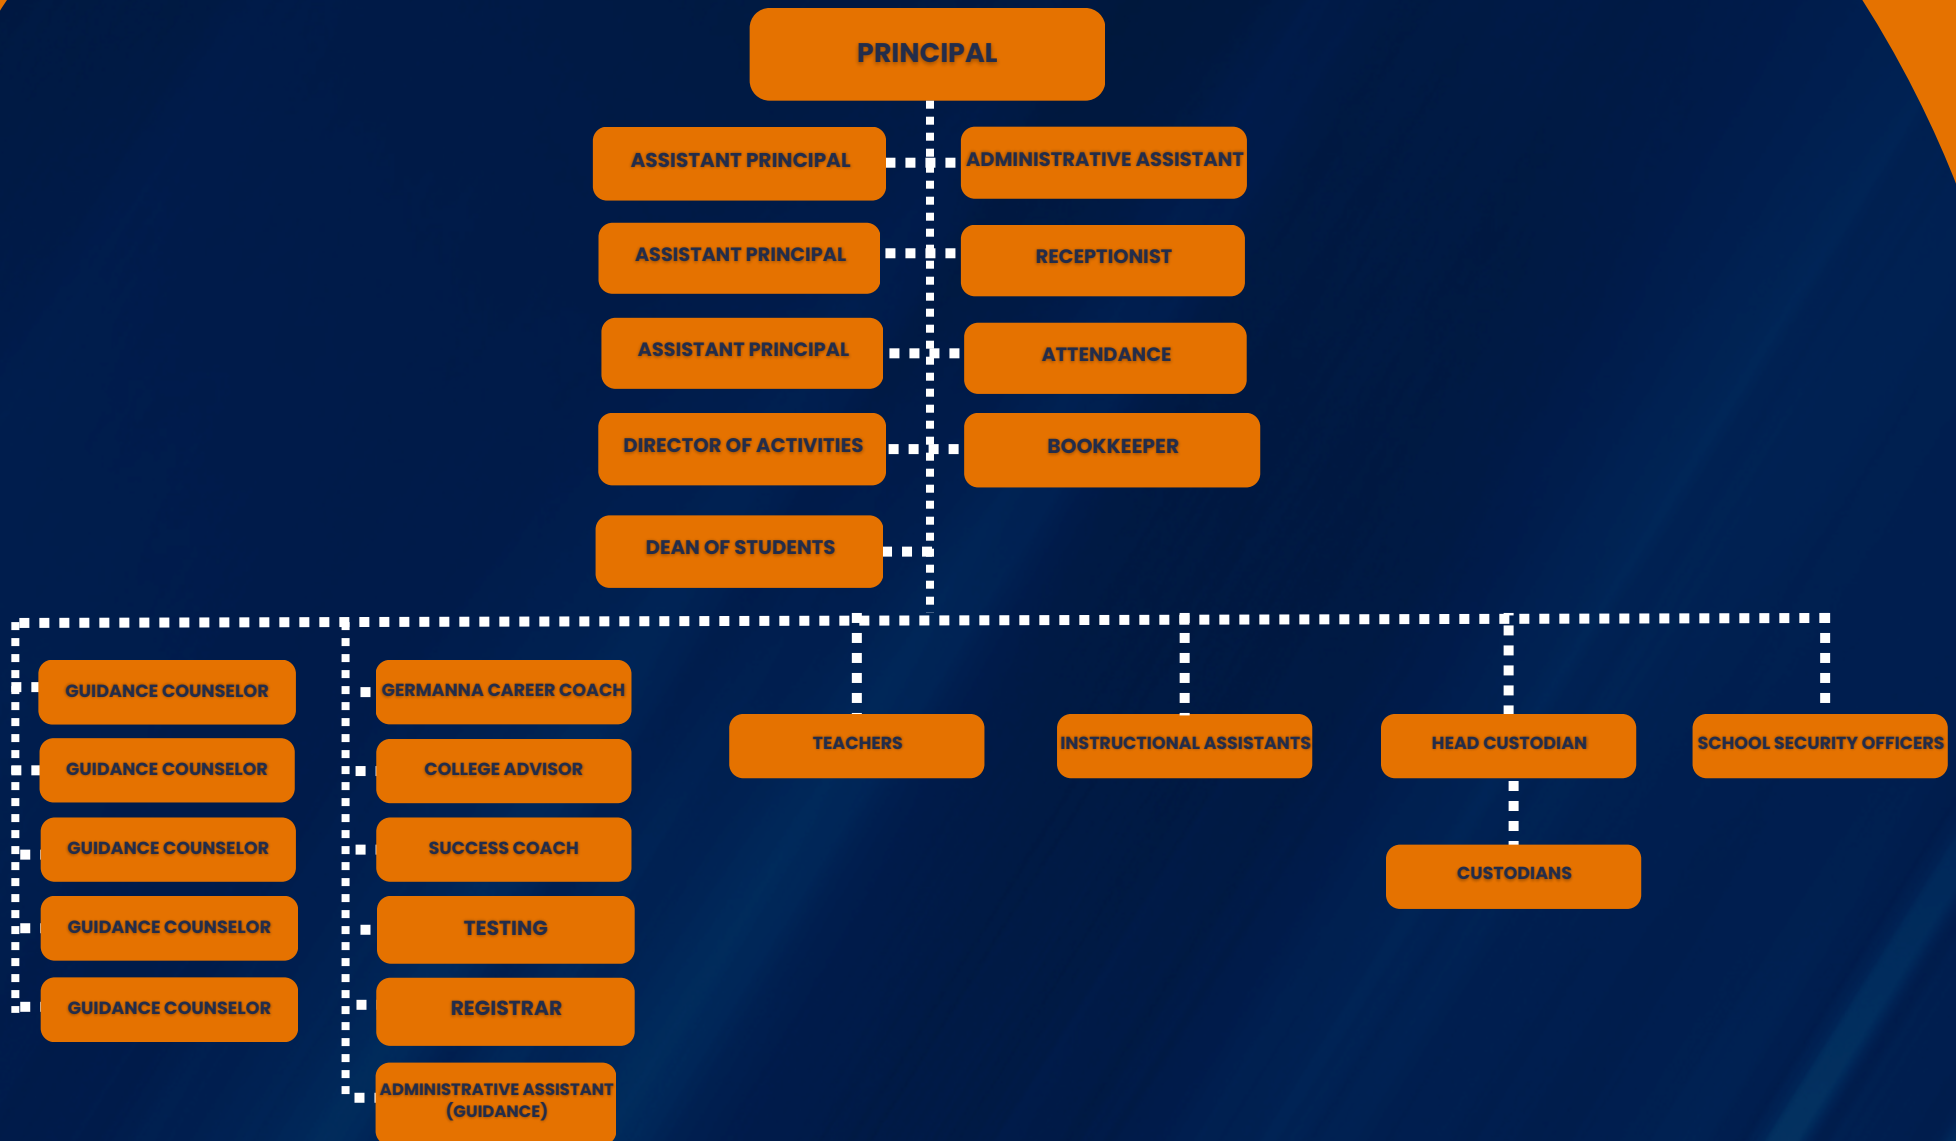 PRINCIPAL
ASSISTANT PRINCIPAL
ADMINISTRATIVE ASSISTANT
ASSISTANT PRINCIPAL
RECEPTIONIST
ASSISTANT PRINCIPAL
ATTENDANCE
DIRECTOR OF ACTIVITIES
BOOKKEEPER
DEAN OF STUDENTS
GUIDANCE COUNSELOR
GUIDANCE COUNSELOR
GUIDANCE COUNSELOR
GUIDANCE COUNSELOR
GUIDANCE COUNSELOR
GERMANNA CAREER COACH
COLLEGE ADVISOR
SUCCESS COACH
TESTING
REGISTRAR
ADMINISTRATIVE ASSISTANT
(GUIDANCE)
TEACHERS
INSTRUCTIONAL ASSISTANTS
HEAD CUSTODIAN
CUSTODIANS
SCHOOL SECURITY OFFICERS